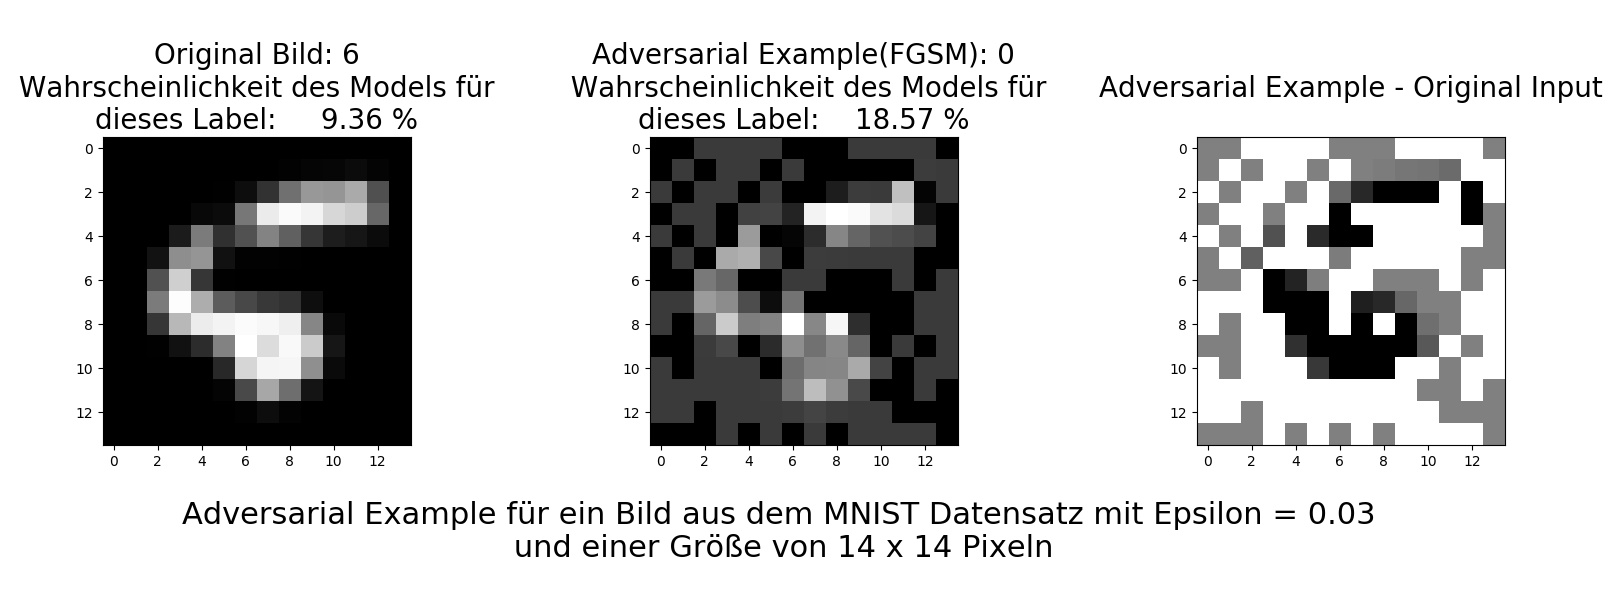 Original Bild: 6
Wahrscheinlichkeit des Models für
dieses Label: 9.36 %
Adversarial Example(FGSM): 0
Wahrscheinlichkeit des Models für
dieses Label: 18.57 %
Adversarial Example - Original Input
0
2
4
6
8
10
12
0 2 4 6 8 10 12
0
2
4
6
8
10
12
0 2 4 6 8 10 12
0
2
4
6
8
10
12
0 2 4 6 8 10 12
Adversarial Example für ein Bild aus dem MNIST Datensatz mit Epsilon = 0.03
und einer Größe von 14 x 14 Pixeln